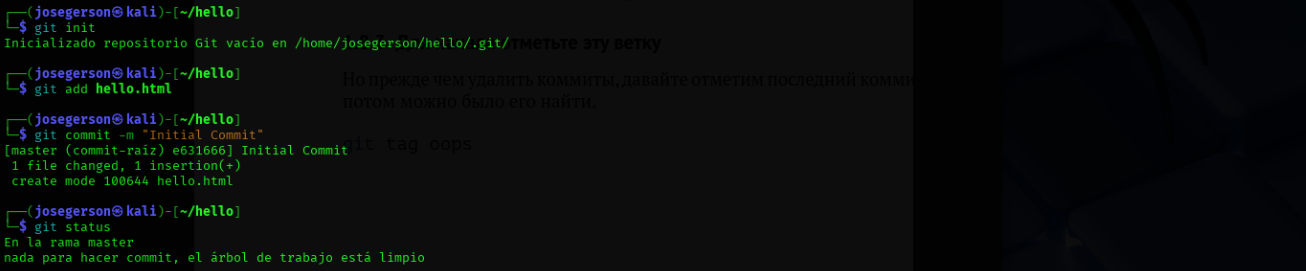 ┌──(josegerson㉿kali)-[~/hello]
└─$ git init
Inicializado repositorio Git vacío en /home/josegerson/hello/.git/
отметьте эту ветку
┌──(josegerson㉿kali)-[~/hello]
Но прежде чем удалить коммиты, давайте отметим последний
└─$ git add hello.html
потом можно было его найти.
┌──(josegerson㉿kali)-[~/hello]
└─$ git commit -m "Initial Commit"
git tag oops
[master (commit-raíz) e631666] Initial Commit
 1 file changed, 1 insertion(+)
 create mode 100644 hello.html
┌──(josegerson㉿kali)-[~/hello]
└─$ git status
En la rama master
nada para hacer commit, el árbol de trabajo está limpio